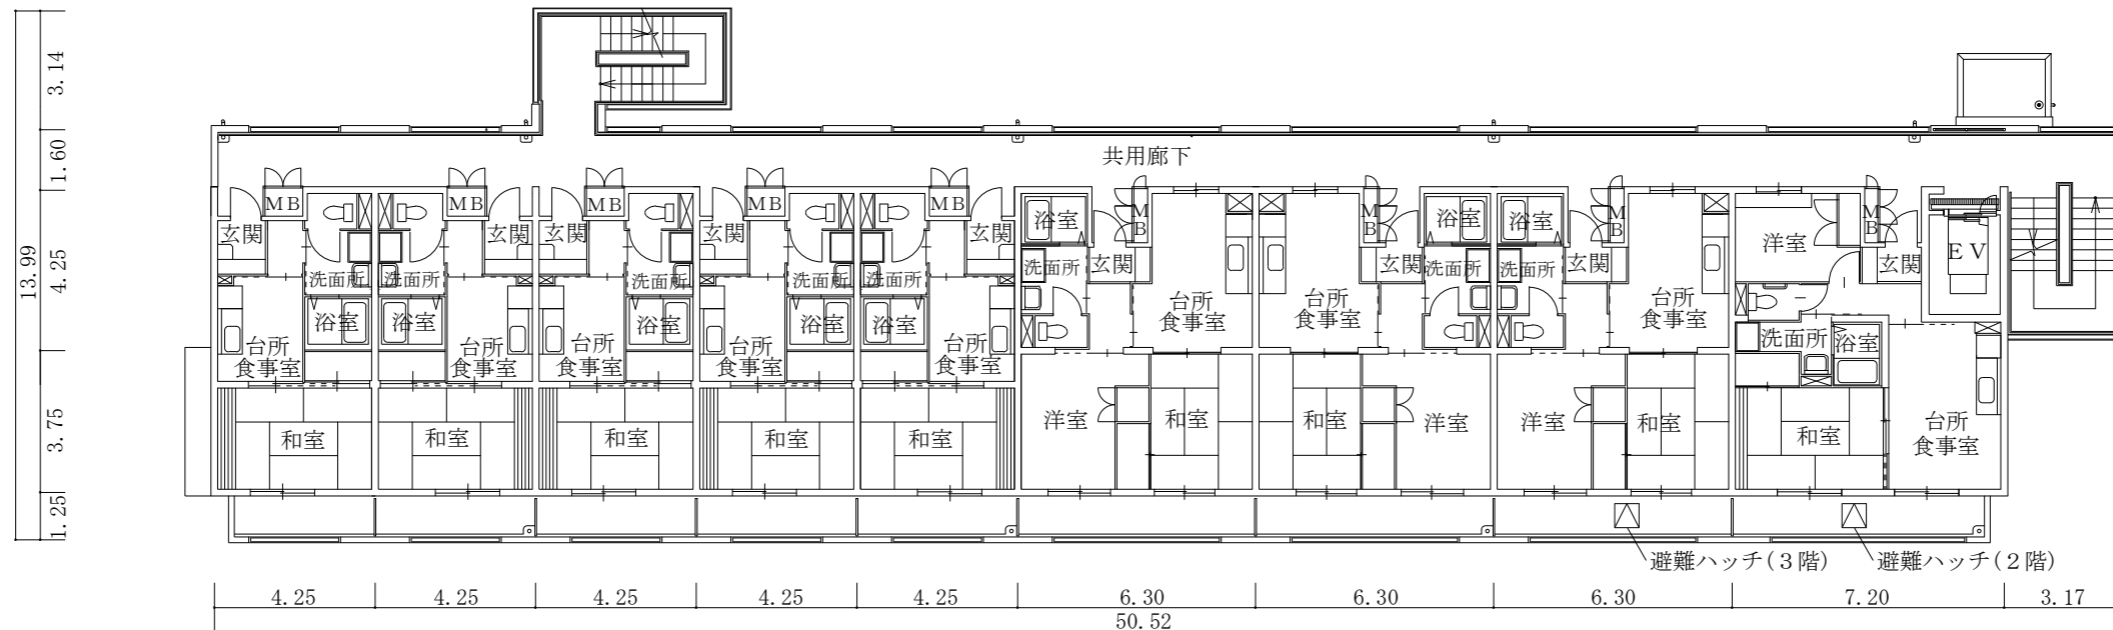 3.14
1.60
4.25
13.99
3.75
1.25
共用廊下
MB
MB
MB
MB
MB
MB
MB
MB
MB
EV
玄関
玄関
玄関
玄関
玄関
浴室
浴室
浴室
洋室
洗面所
洗面所
洗面所
洗面所
洗面所
洗面所
玄関
玄関
洗面所
洗面所
玄関
玄関
浴室
浴室
浴室
浴室
浴室
台所
食事室
台所
食事室
台所
食事室
台所
食事室
台所
食事室
台所
食事室
台所
食事室
台所
食事室
洗面所
浴室
和室
和室
和室
和室
和室
洋室
和室
和室
洋室
洋室
和室
和室
台所
食事室
避難ハッチ(3階)
避難ハッチ(2階)
4.25
4.25
4.25
4.25
4.25
6.30
6.30
6.30
7.20
3.17
50.52